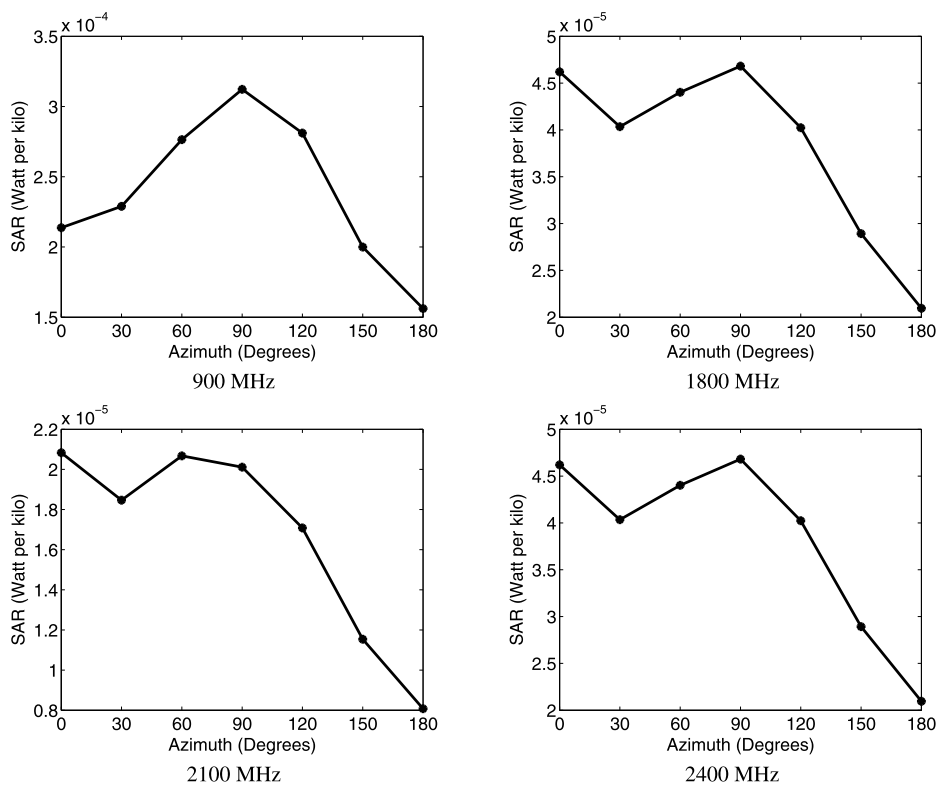 x 10⁻⁴
3.5
3
2.5
2
1.5
0 30 60 90 120 150 180
SAR (Watt per kilo)
Azimuth (Degrees)
900 MHz
x 10⁻⁵
5
4.5
4
3.5
3
2.5
2
0 30 60 90 120 150 180
SAR (Watt per kilo)
Azimuth (Degrees)
1800 MHz
x 10⁻⁵
2.2
2
1.8
1.6
1.4
1.2
1
0.8
0 30 60 90 120 150 180
SAR (Watt per kilo)
Azimuth (Degrees)
2100 MHz
x 10⁻⁵
5
4.5
4
3.5
3
2.5
2
0 30 60 90 120 150 180
SAR (Watt per kilo)
Azimuth (Degrees)
2400 MHz